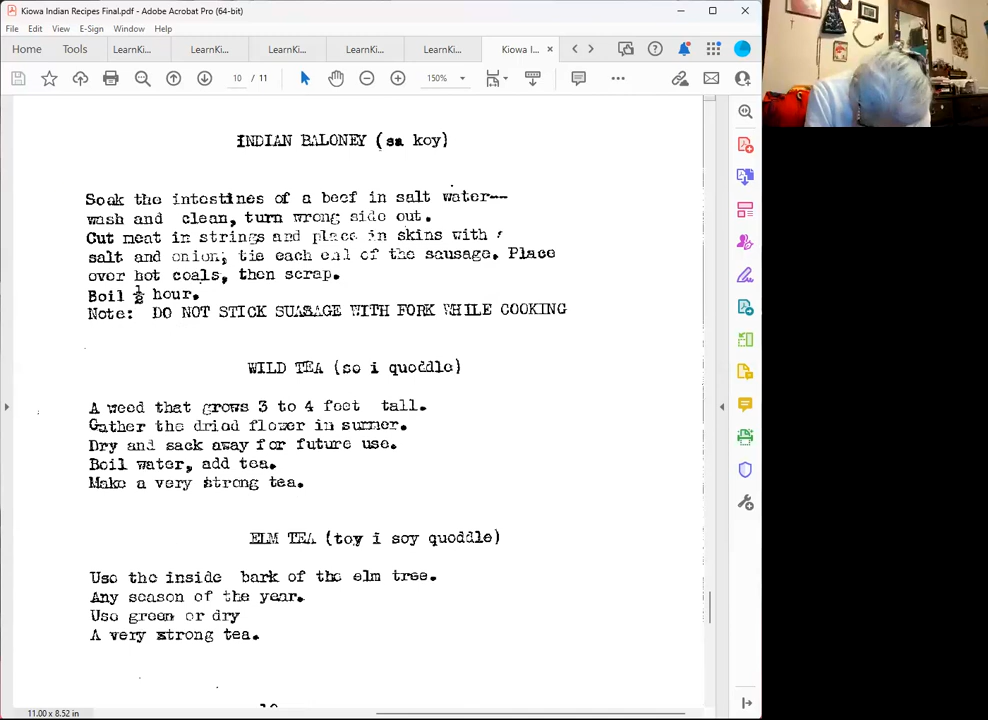 Kiowa Indian Recipes Final.pdf - Adobe Acrobat Pro (64-bit)
File Edit View E-Sign Window Help
Home Tools LearnKi... LearnKi... LearnKi... LearnKi... LearnKi... Kiowa I...
10 / 11 150%
INDIAN BALONEY (sa koy)
Soak the intestines of a beef in salt water--
wash and clean, turn wrong side out.
Cut meat in strings and place in skins with
salt and onion; tie each end of the sausage. Place
over hot coals, then scrap.
Boil ½ hour.
Note: DO NOT STICK SUASAGE WITH FORK WHILE COOKING
WILD TEA (so i quoddle)
A weed that grows 3 to 4 feet tall.
Gather the dried flower in summer.
Dry and sack away for future use.
Boil water, add tea.
Make a very strong tea.
ELM TEA (toy i soy quoddle)
Use the inside bark of the elm tree.
Any season of the year.
Use green or dry
A very strong tea.
11.00 x 8.52 in